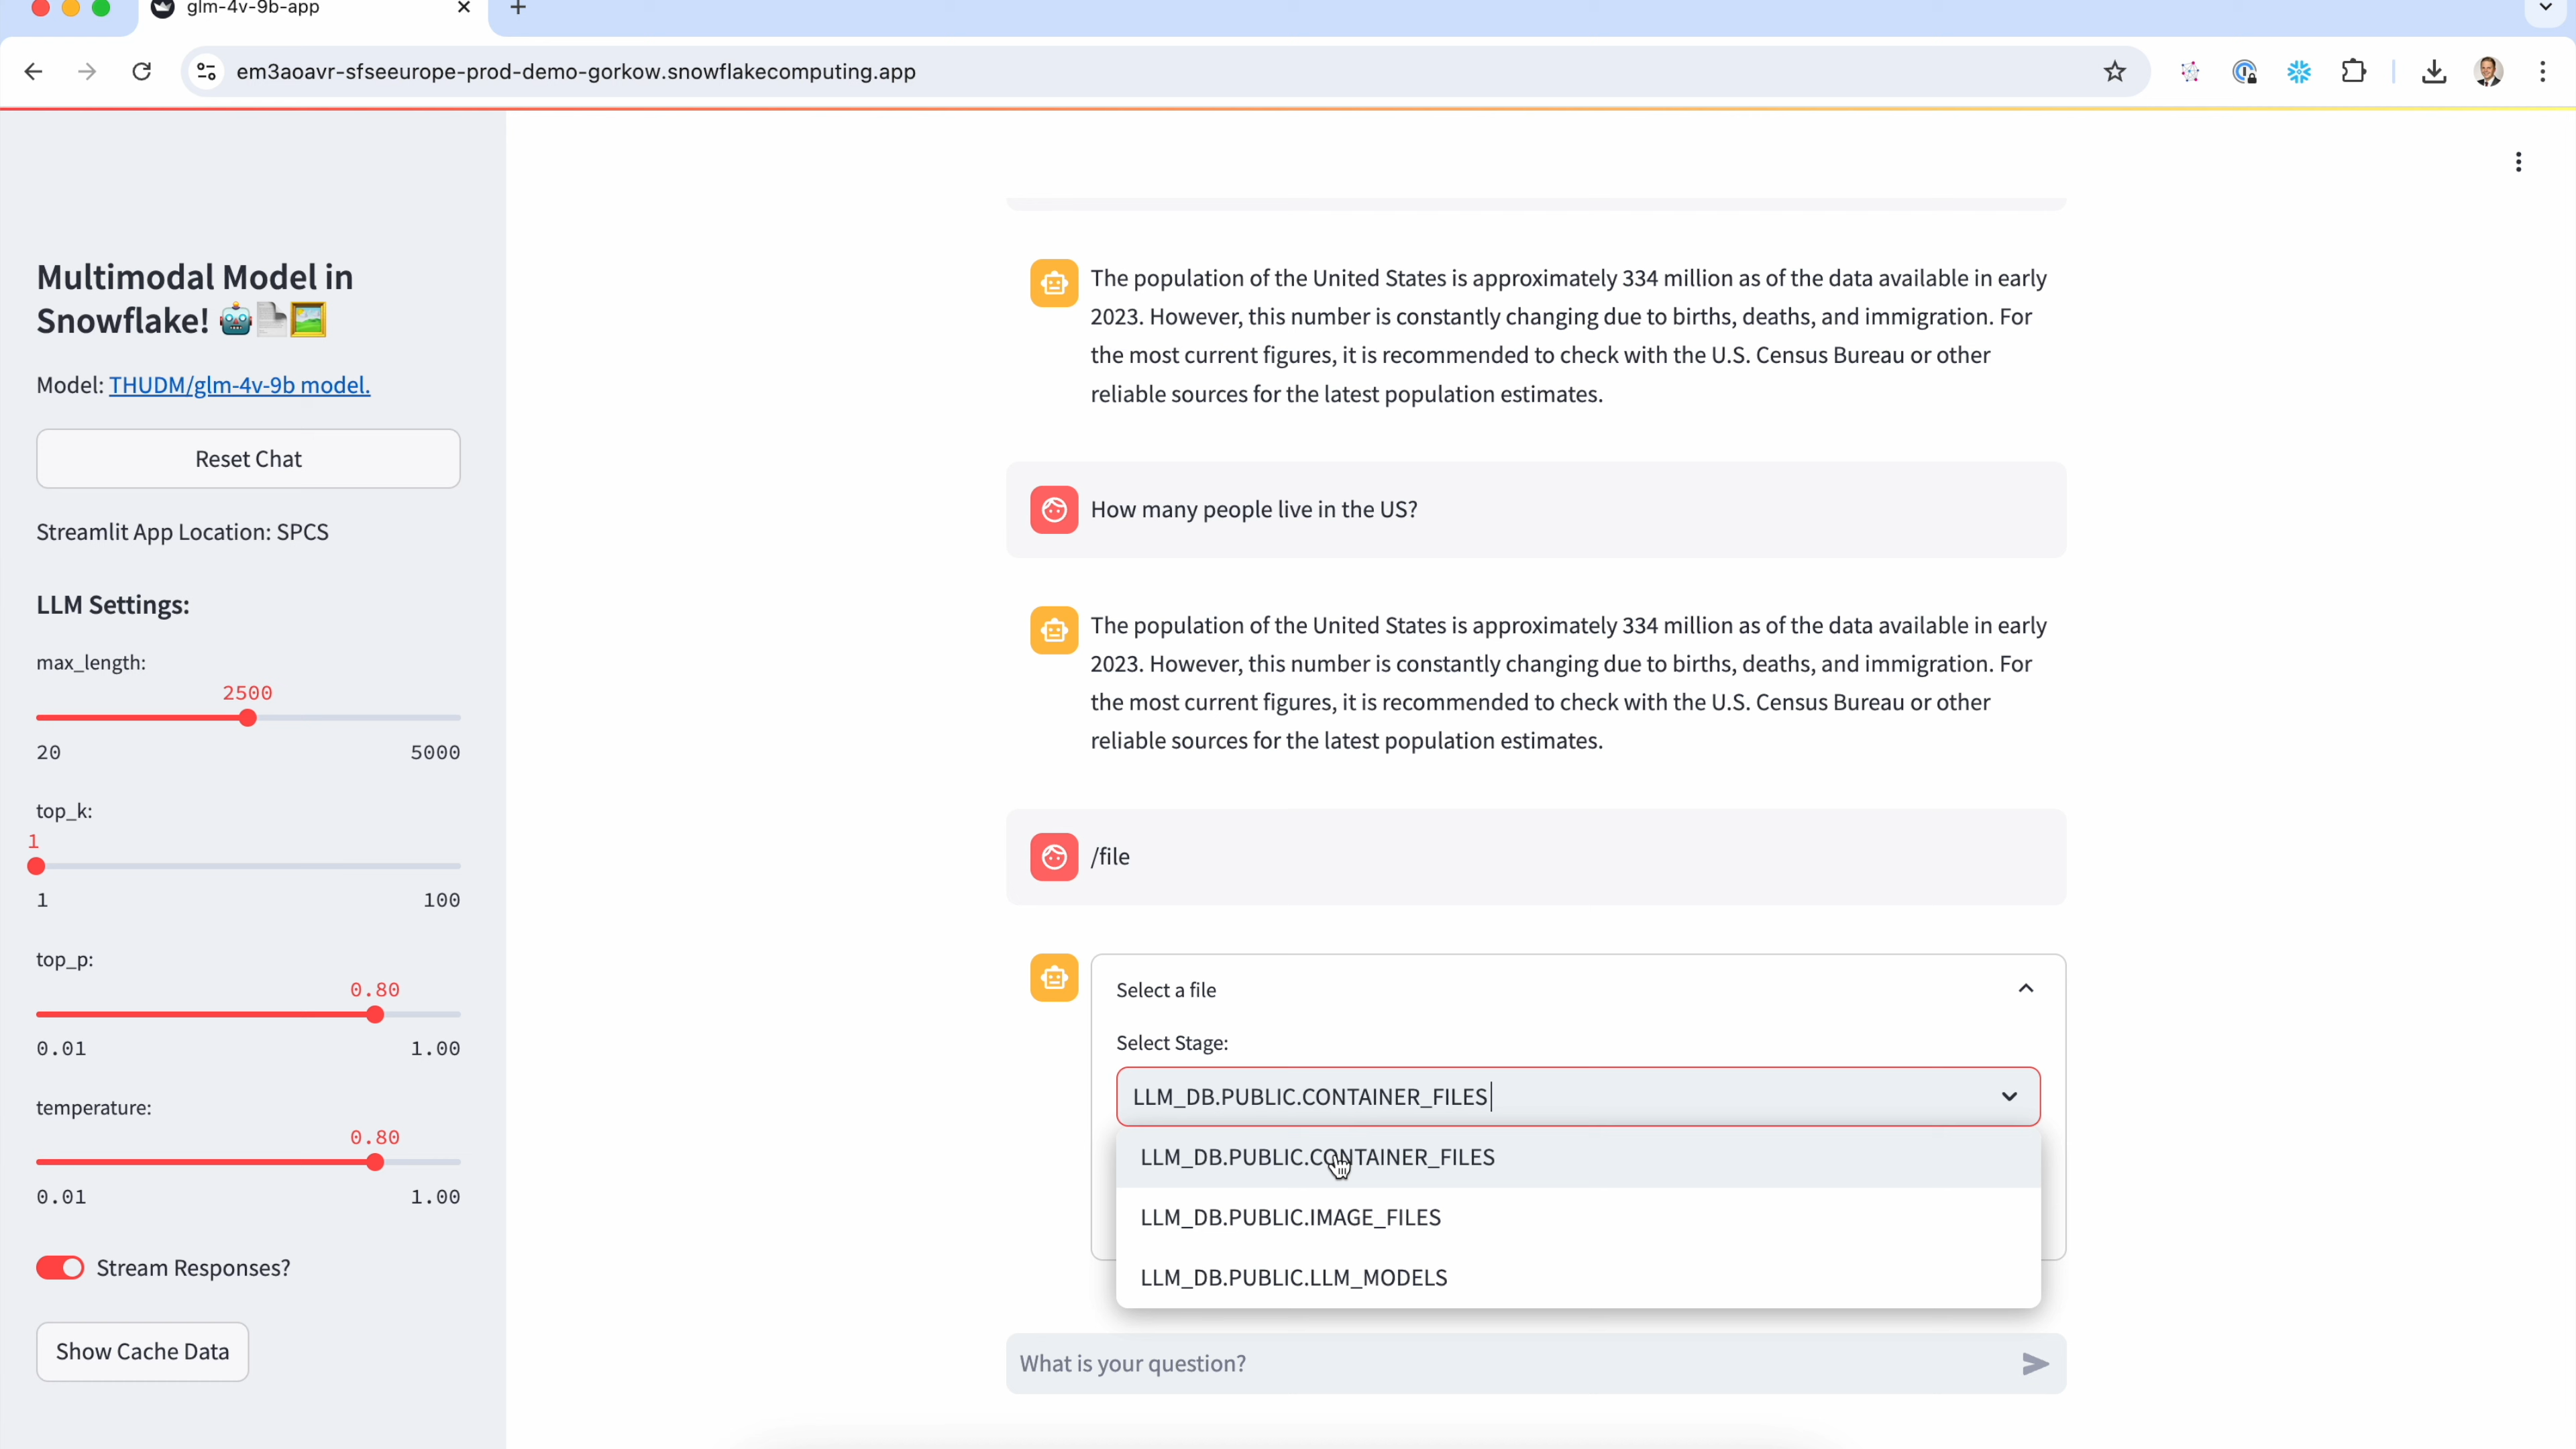 glm-4v-9b-app
em3aoavr-sfseeurope-prod-demo-gorkow.snowflakecomputing.app
Multimodal Model in
Snowflake! 🤖📄🖼️
Model: THUDM/glm-4v-9b model.
Reset Chat
Streamlit App Location: SPCS
LLM Settings:
max_length:
2500
20 5000
top_k:
1
1 100
top_p:
0.80
0.01 1.00
temperature:
0.80
0.01 1.00
Stream Responses?
Show Cache Data
The population of the United States is approximately 334 million as of the data available in early
2023. However, this number is constantly changing due to births, deaths, and immigration. For
the most current figures, it is recommended to check with the U.S. Census Bureau or other
reliable sources for the latest population estimates.
How many people live in the US?
The population of the United States is approximately 334 million as of the data available in early
2023. However, this number is constantly changing due to births, deaths, and immigration. For
the most current figures, it is recommended to check with the U.S. Census Bureau or other
reliable sources for the latest population estimates.
/file
Select a file
Select Stage:
LLM_DB.PUBLIC.CONTAINER_FILES
LLM_DB.PUBLIC.CONTAINER_FILES
LLM_DB.PUBLIC.IMAGE_FILES
LLM_DB.PUBLIC.LLM_MODELS
What is your question?